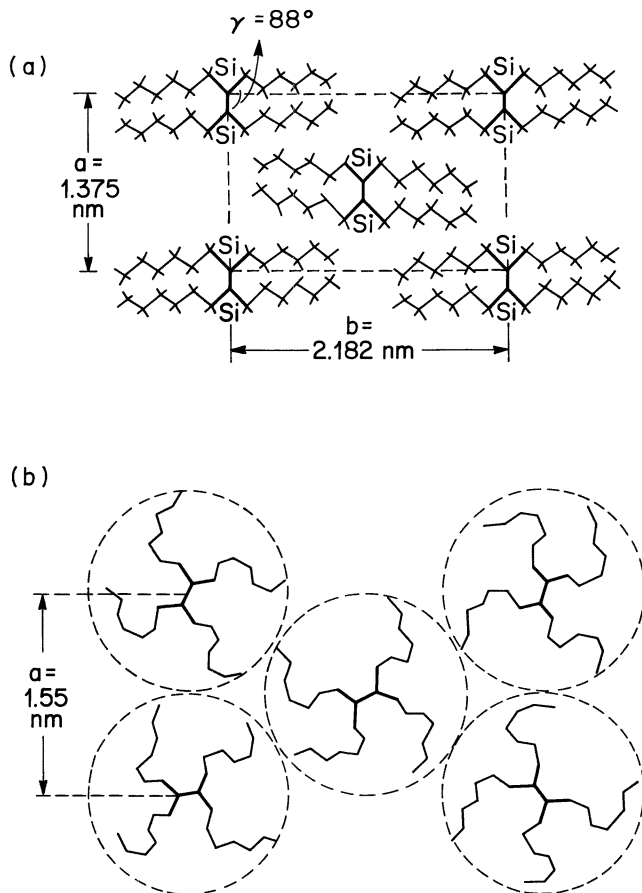 γ = 88°
(a)
Si
Si
Si
Si
a =
1.375
nm
Si
Si
Si
Si
Si
Si
b =
2.182 nm
(b)
a =
1.55
nm